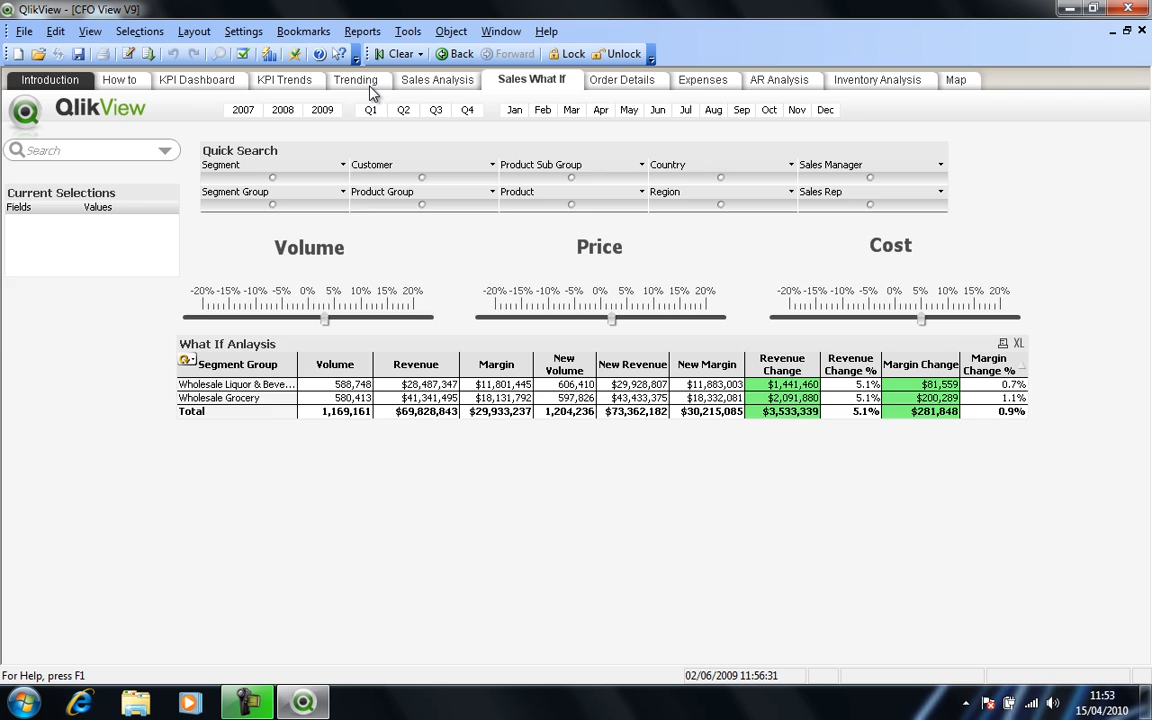 QlikView - [CFO View V9]
File Edit View Selections Layout Settings Bookmarks Reports Tools Object Window Help
Clear Back Forward Lock Unlock
Introduction How to KPI Dashboard KPI Trends Trending Sales Analysis Sales What If Order Details Expenses AR Analysis Inventory Analysis Map
QlikView 2007 2008 2009 Q1 Q2 Q3 Q4 Jan Feb Mar Apr May Jun Jul Aug Sep Oct Nov Dec
Search
Quick Search
Segment Customer Product Sub Group Country Sales Manager
Segment Group Product Group Product Region Sales Rep
Current Selections
Fields Values
Volume Price Cost
-20% -15% -10% -5% 0% 5% 10% 15% 20% -20% -15% -10% -5% 0% 5% 10% 15% 20% -20% -15% -10% -5% 0% 5% 10% 15% 20%
What If Anlaysis XL
Segment Group Volume Revenue Margin New Volume New Revenue New Margin Revenue Change Revenue Change % Margin Change Margin Change %
Wholesale Liquor & Beve... 588,748 $28,487,347 $11,801,445 606,410 $29,928,807 $11,883,003 $1,441,460 5.1% $81,559 0.7%
Wholesale Grocery 580,413 $41,341,495 $18,131,792 597,826 $43,433,375 $18,332,081 $2,091,880 5.1% $200,289 1.1%
Total 1,169,161 $69,828,843 $29,933,237 1,204,236 $73,362,182 $30,215,085 $3,533,339 5.1% $281,848 0.9%
For Help, press F1 02/06/2009 11:56:31
11:53
15/04/2010